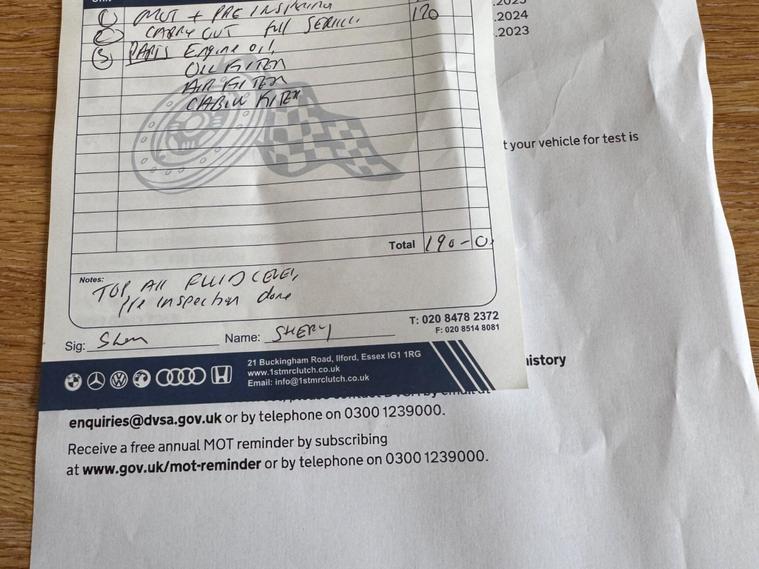 .2024
.2023
1 MOT + PRE INSPECTION
2 CARRY OUT full SERVICE 120
3 PARTS Engine oil
OIL FILTER
AIR FILTER
CABIN FILTER
t your vehicle for test is
Total 190-0
Notes:
TOP All FLUID LEVEL
Pre inspection done
Sig: Name: SHERY
T: 020 8478 2372
F: 020 8514 8081
21 Buckingham Road, Ilford, Essex IG1 1RG
www.1stmrclutch.co.uk
Email: info@1stmrclutch.co.uk
history
enquiries@dvsa.gov.uk or by telephone on 0300 1239000.
Receive a free annual MOT reminder by subscribing
at www.gov.uk/mot-reminder or by telephone on 0300 1239000.